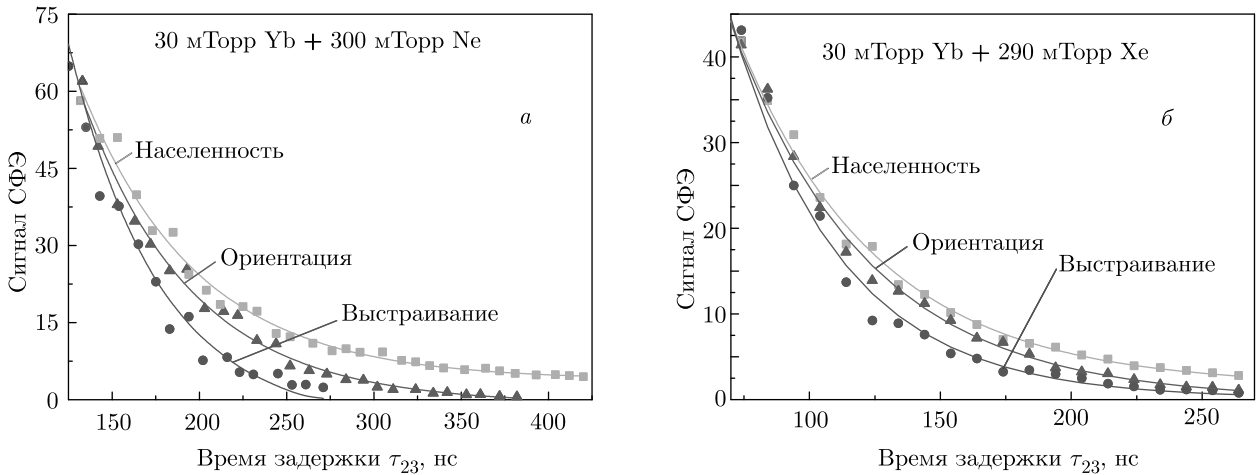 30 мТорр Yb + 300 мТорр Ne
а
Населенность
Ориентация
Выстраивание
Сигнал СФЭ
75
60
45
30
15
0
150 200 250 300 350 400
Время задержки τ23, нс
30 мТорр Yb + 290 мТорр Xe
б
Населенность
Ориентация
Выстраивание
Сигнал СФЭ
40
30
20
10
0
100 150 200 250
Время задержки τ23, нс